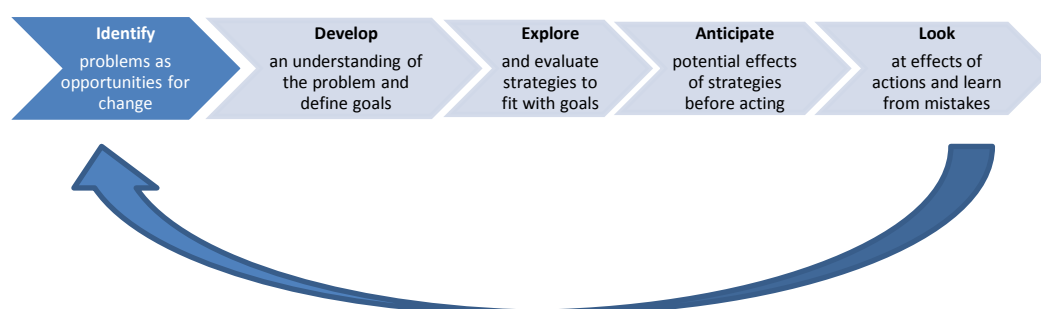 Identify
problems as
opportunities for
change
Develop
an understanding of
the problem and
define goals
Explore
and evaluate
strategies to
fit with goals
Anticipate
potential effects
of strategies
before acting
Look
at effects of
actions and learn
from mistakes